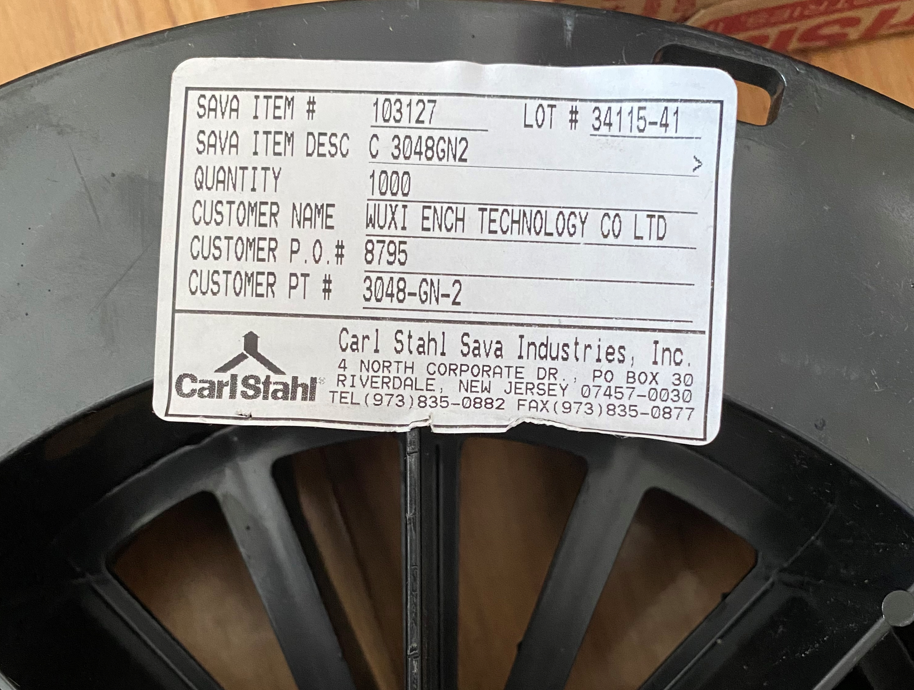 SAVA ITEM # 103127 LOT # 34115-41
SAVA ITEM DESC C 3048GN2 >
QUANTITY 1000
CUSTOMER NAME WUXI ENCH TECHNOLOGY CO LTD
CUSTOMER P.O.# 8795
CUSTOMER PT # 3048-GN-2
CarlStahl®
Carl Stahl Sava Industries, Inc.
4 NORTH CORPORATE DR., PO BOX 30
RIVERDALE, NEW JERSEY 07457-0030
TEL(973)835-0882 FAX(973)835-0877